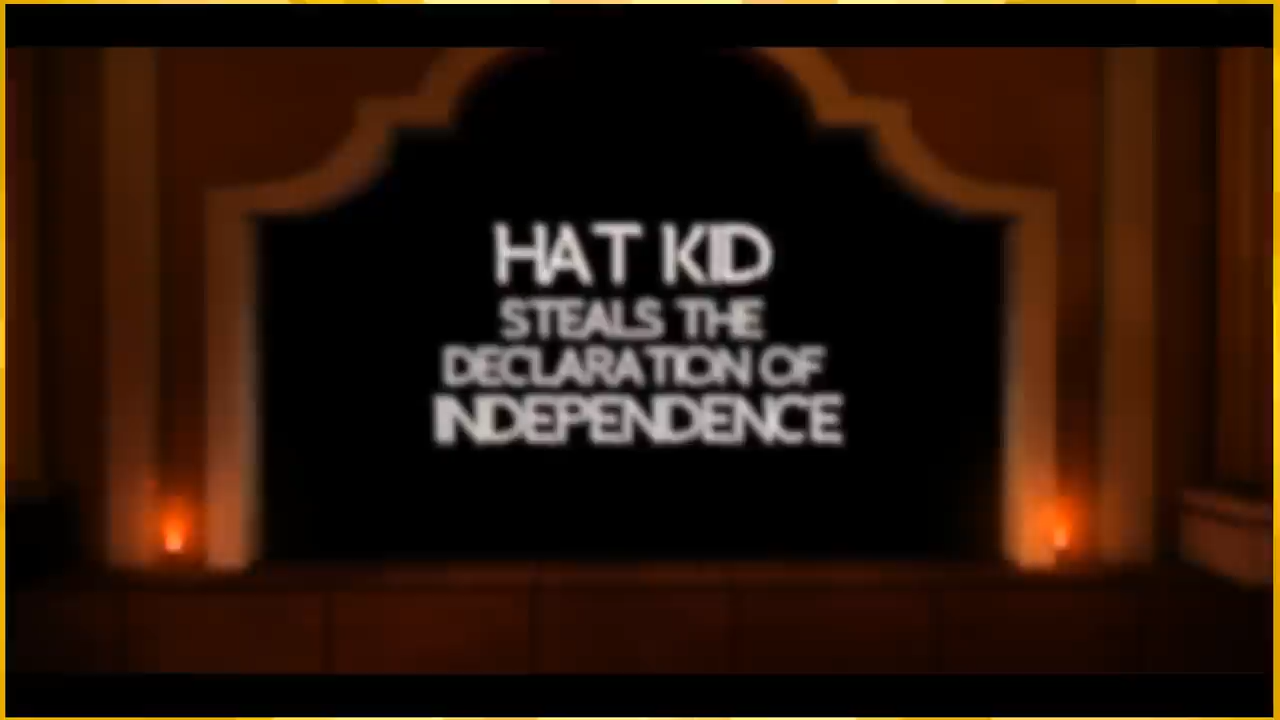 HAT KID
STEALS THE
DECLARATION OF
INDEPENDENCE